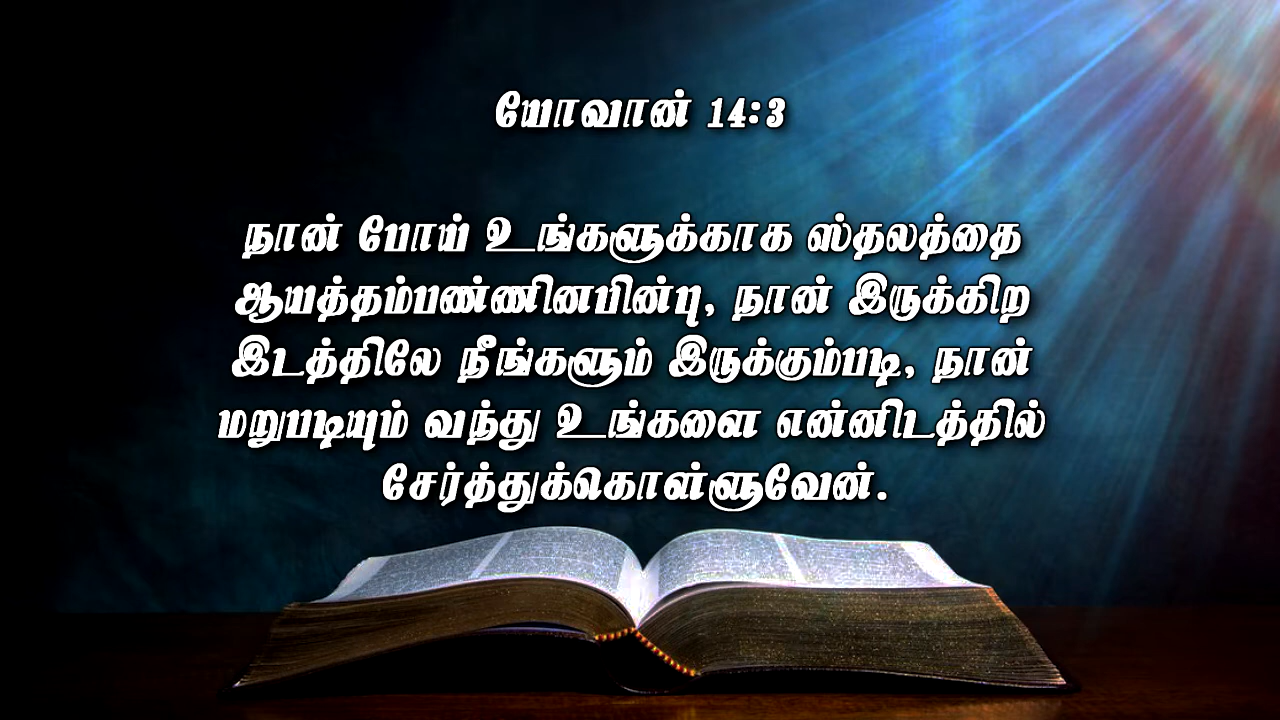 யோவான் 14:3
நான் போய் உங்களுக்காக ஸ்தலத்தை
ஆயத்தம்பண்ணினபின்பு, நான் இருக்கிற
இடத்திலே நீங்களும் இருக்கும்படி, நான்
மறுபடியும் வந்து உங்களை என்னிடத்தில்
சேர்த்துக்கொள்ளுவேன்.